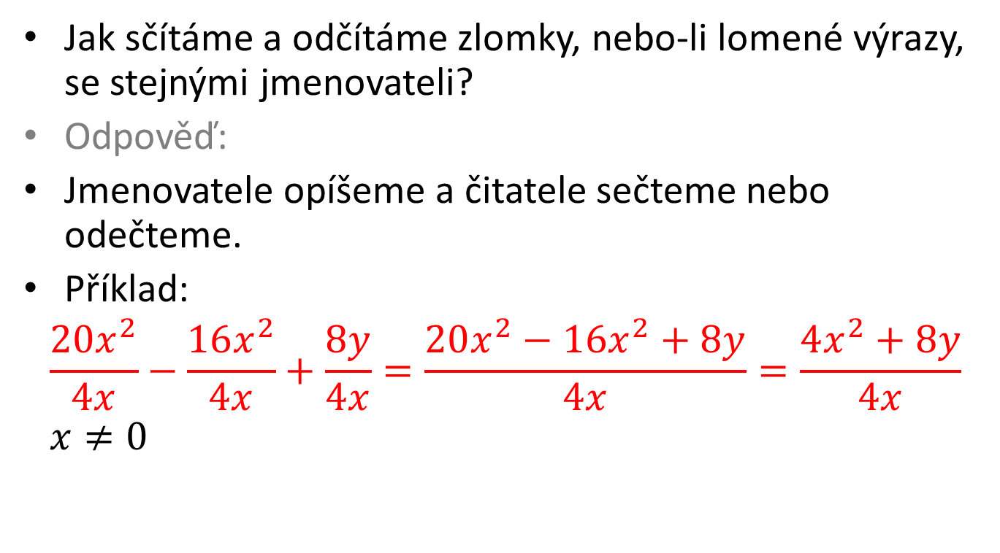 • Jak sčítáme a odčítáme zlomky, nebo-li lomené výrazy,
se stejnými jmenovateli?
• Odpověď:
• Jmenovatele opíšeme a čitatele sečteme nebo
odečteme.
• Příklad:
\frac{20x^2}{4x} − \frac{16x^2}{4x} + \frac{8y}{4x} = \frac{20x^2 − 16x^2 + 8y}{4x} = \frac{4x^2 + 8y}{4x}
x ≠ 0